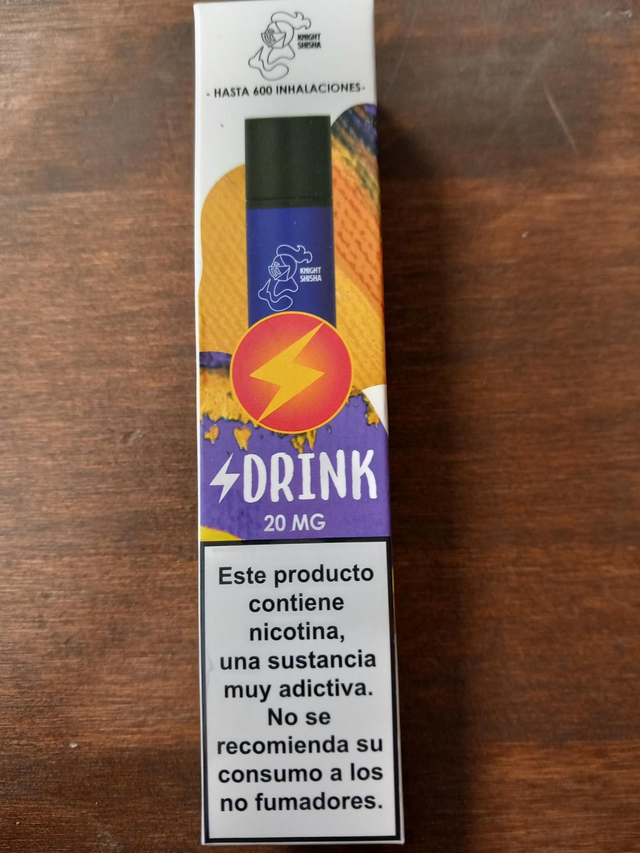 KNIGHT
SHISHA
- HASTA 600 INHALACIONES-
KNIGHT
SHISHA
DRINK
20 MG
Este producto
contiene
nicotina,
una sustancia
muy adictiva.
No se
recomienda su
consumo a los
no fumadores.